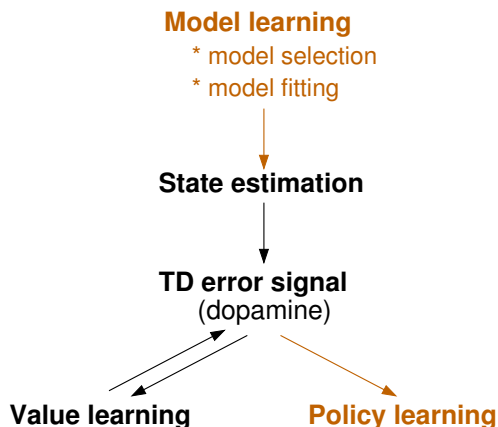 Model learning
* model selection
* model fitting
State estimation
TD error signal
(dopamine)
Value learning
Policy learning